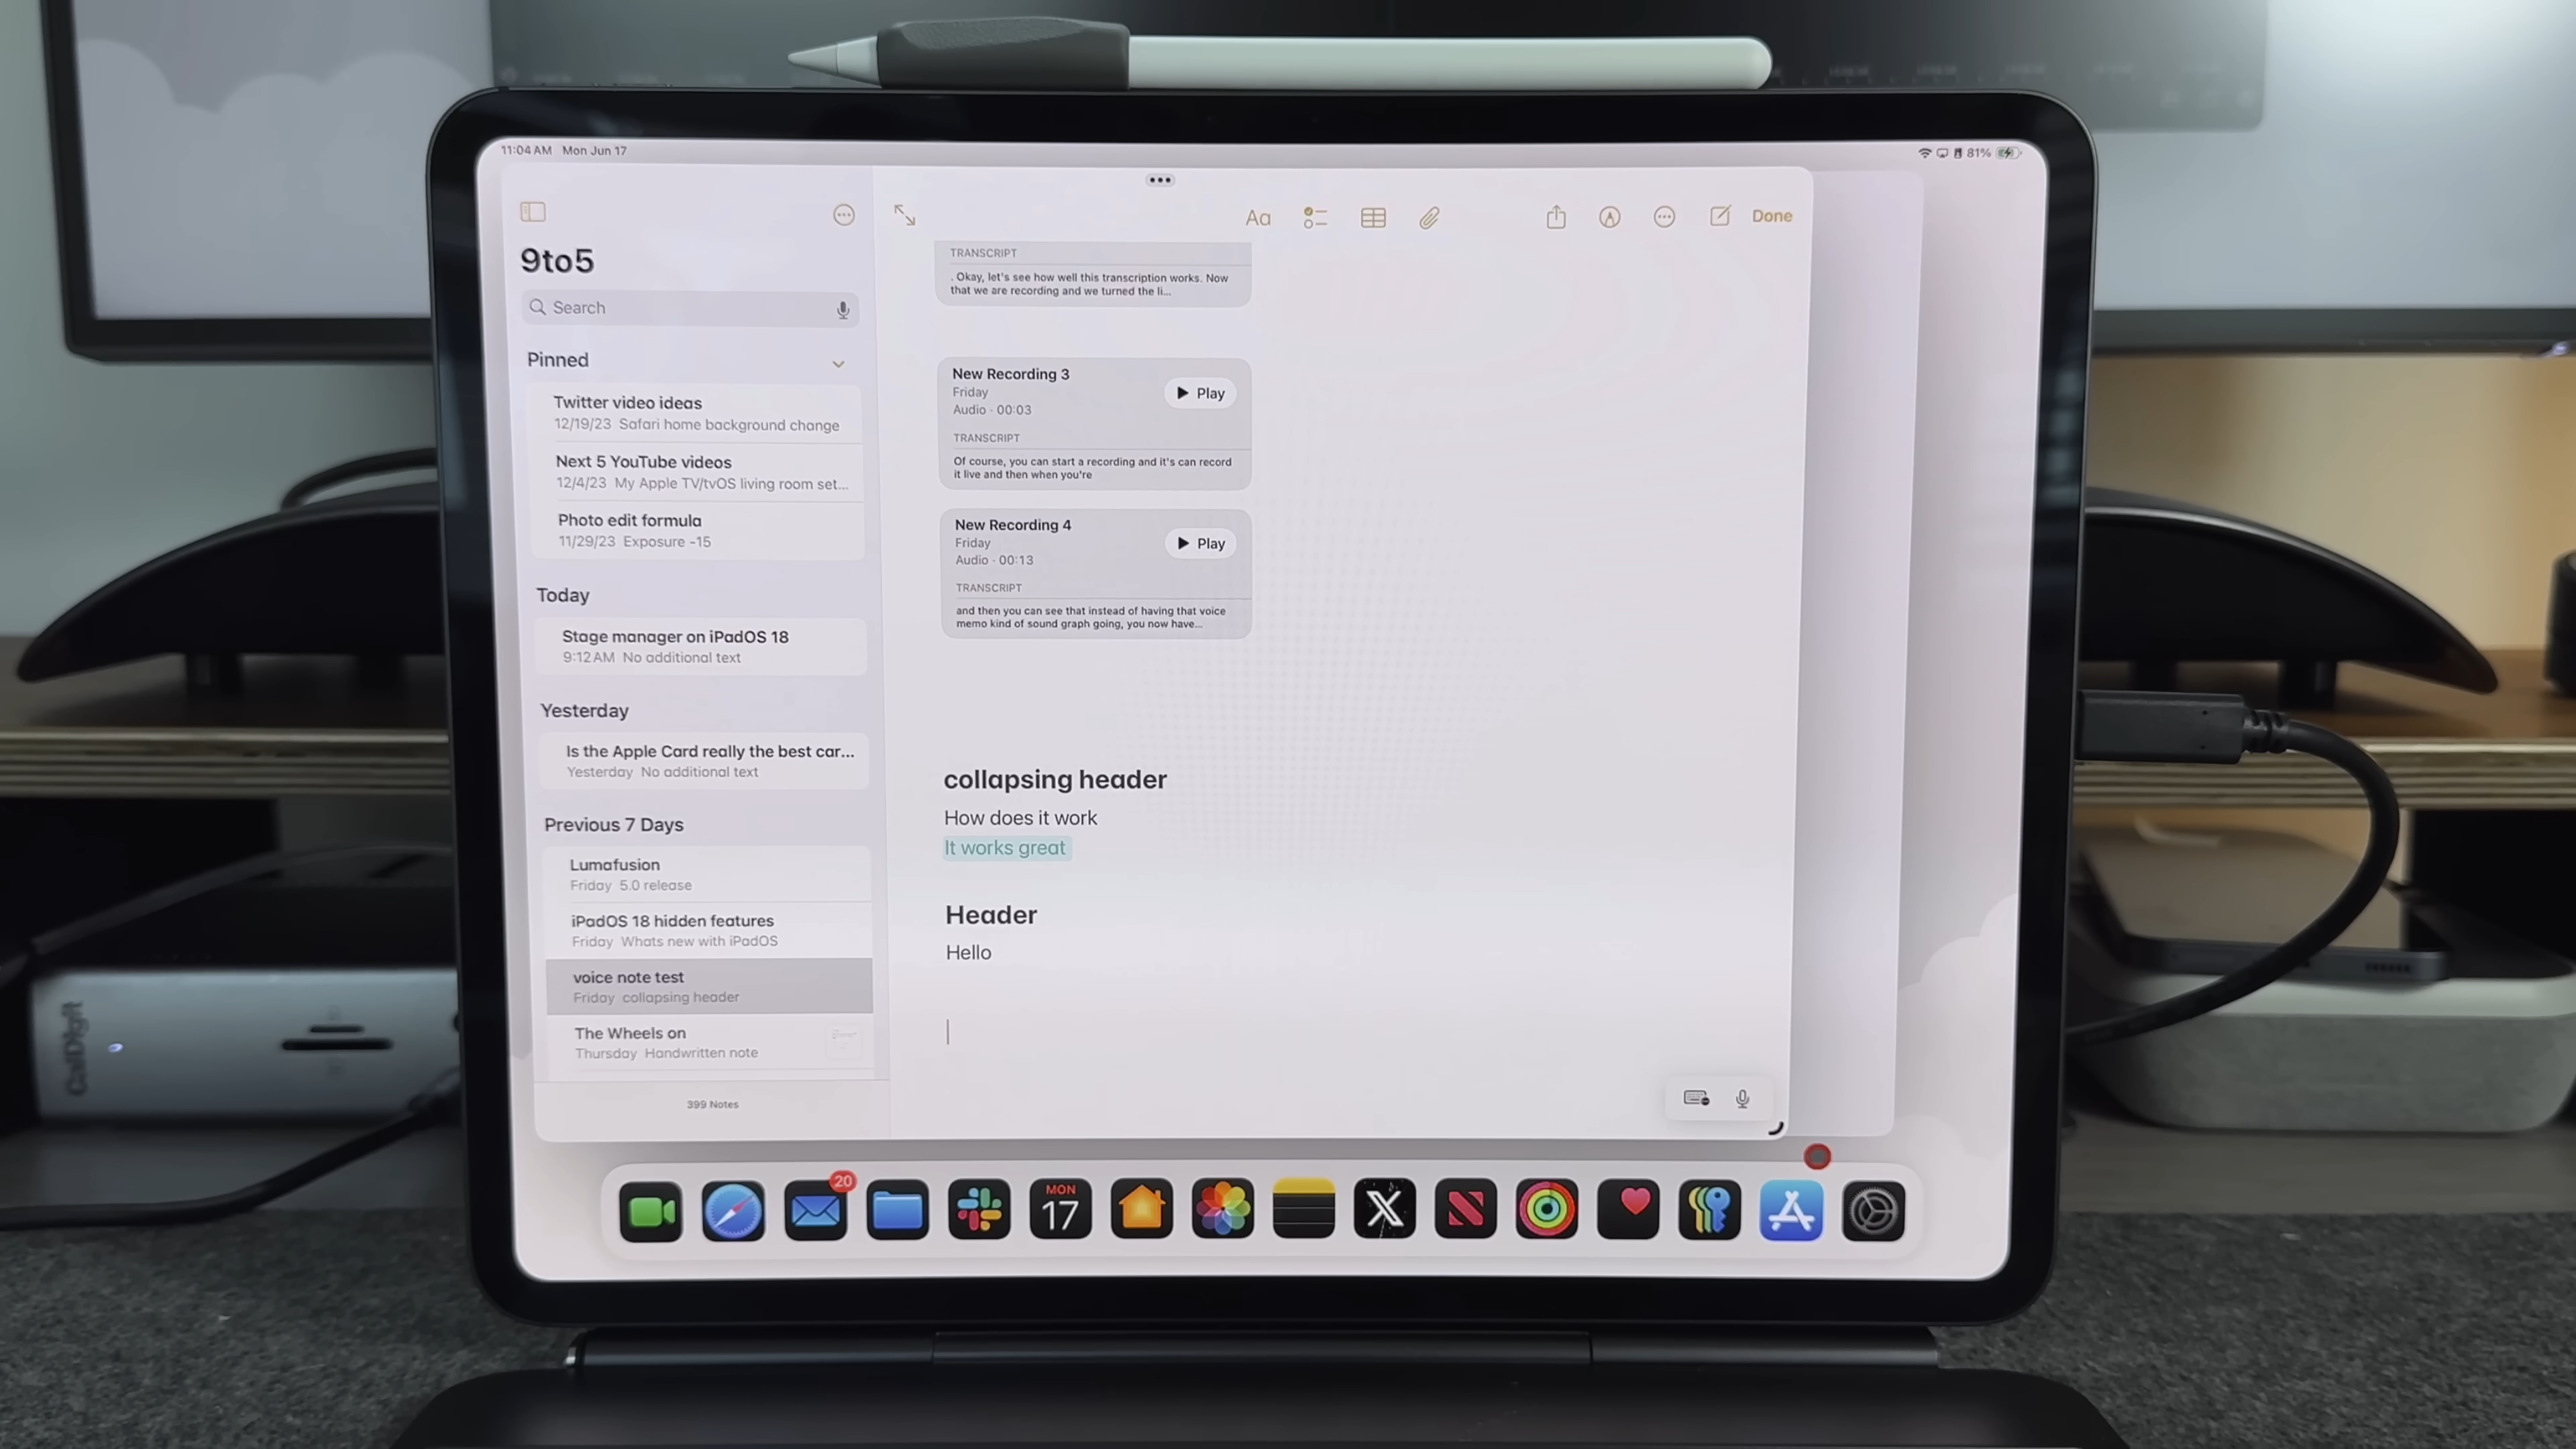 11:04 AM Mon Jun 17
81%
9to5
Search
Pinned
Twitter video ideas
12/19/23 Safari home background change
Next 5 YouTube videos
12/4/23 My Apple TV/tvOS living room set...
Photo edit formula
11/29/23 Exposure -15
Today
Stage manager on iPadOS 18
9:12 AM No additional text
Yesterday
Is the Apple Card really the best car...
Yesterday No additional text
Previous 7 Days
Lumafusion
Friday 5.0 release
iPadOS 18 hidden features
Friday Whats new with iPadOS
voice note test
Friday collapsing header
The Wheels on
Thursday Handwritten note
399 Notes
Aa
Done
TRANSCRIPT
. Okay, let's see how well this transcription works. Now
that we are recording and we turned the li...
New Recording 3
Friday
Audio · 00:03
Play
TRANSCRIPT
Of course, you can start a recording and it's can record
it live and then when you're
New Recording 4
Friday
Audio · 00:13
Play
TRANSCRIPT
and then you can see that instead of having that voice
memo kind of sound graph going, you now have...
collapsing header
How does it work
It works great
Header
Hello
20
MON
17
X
CalDigit